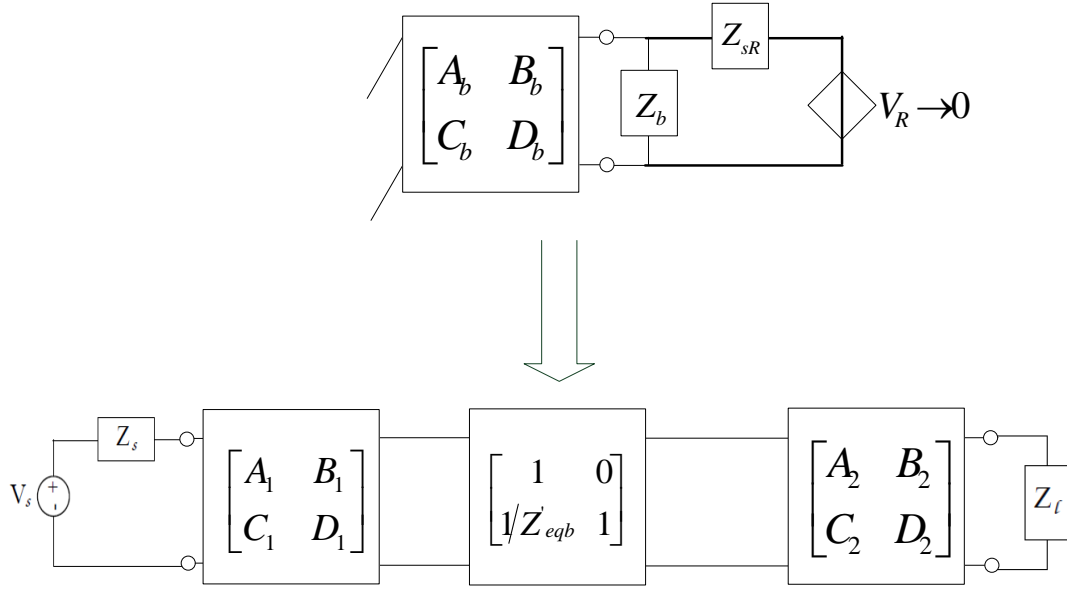 A_b B_b
C_b D_b
Z_b
Z_sR
V_R→0
V_s
+
-
Z_s
A_1 B_1
C_1 D_1
1 0
1/Z'_eqb 1
A_2 B_2
C_2 D_2
Z_ℓ